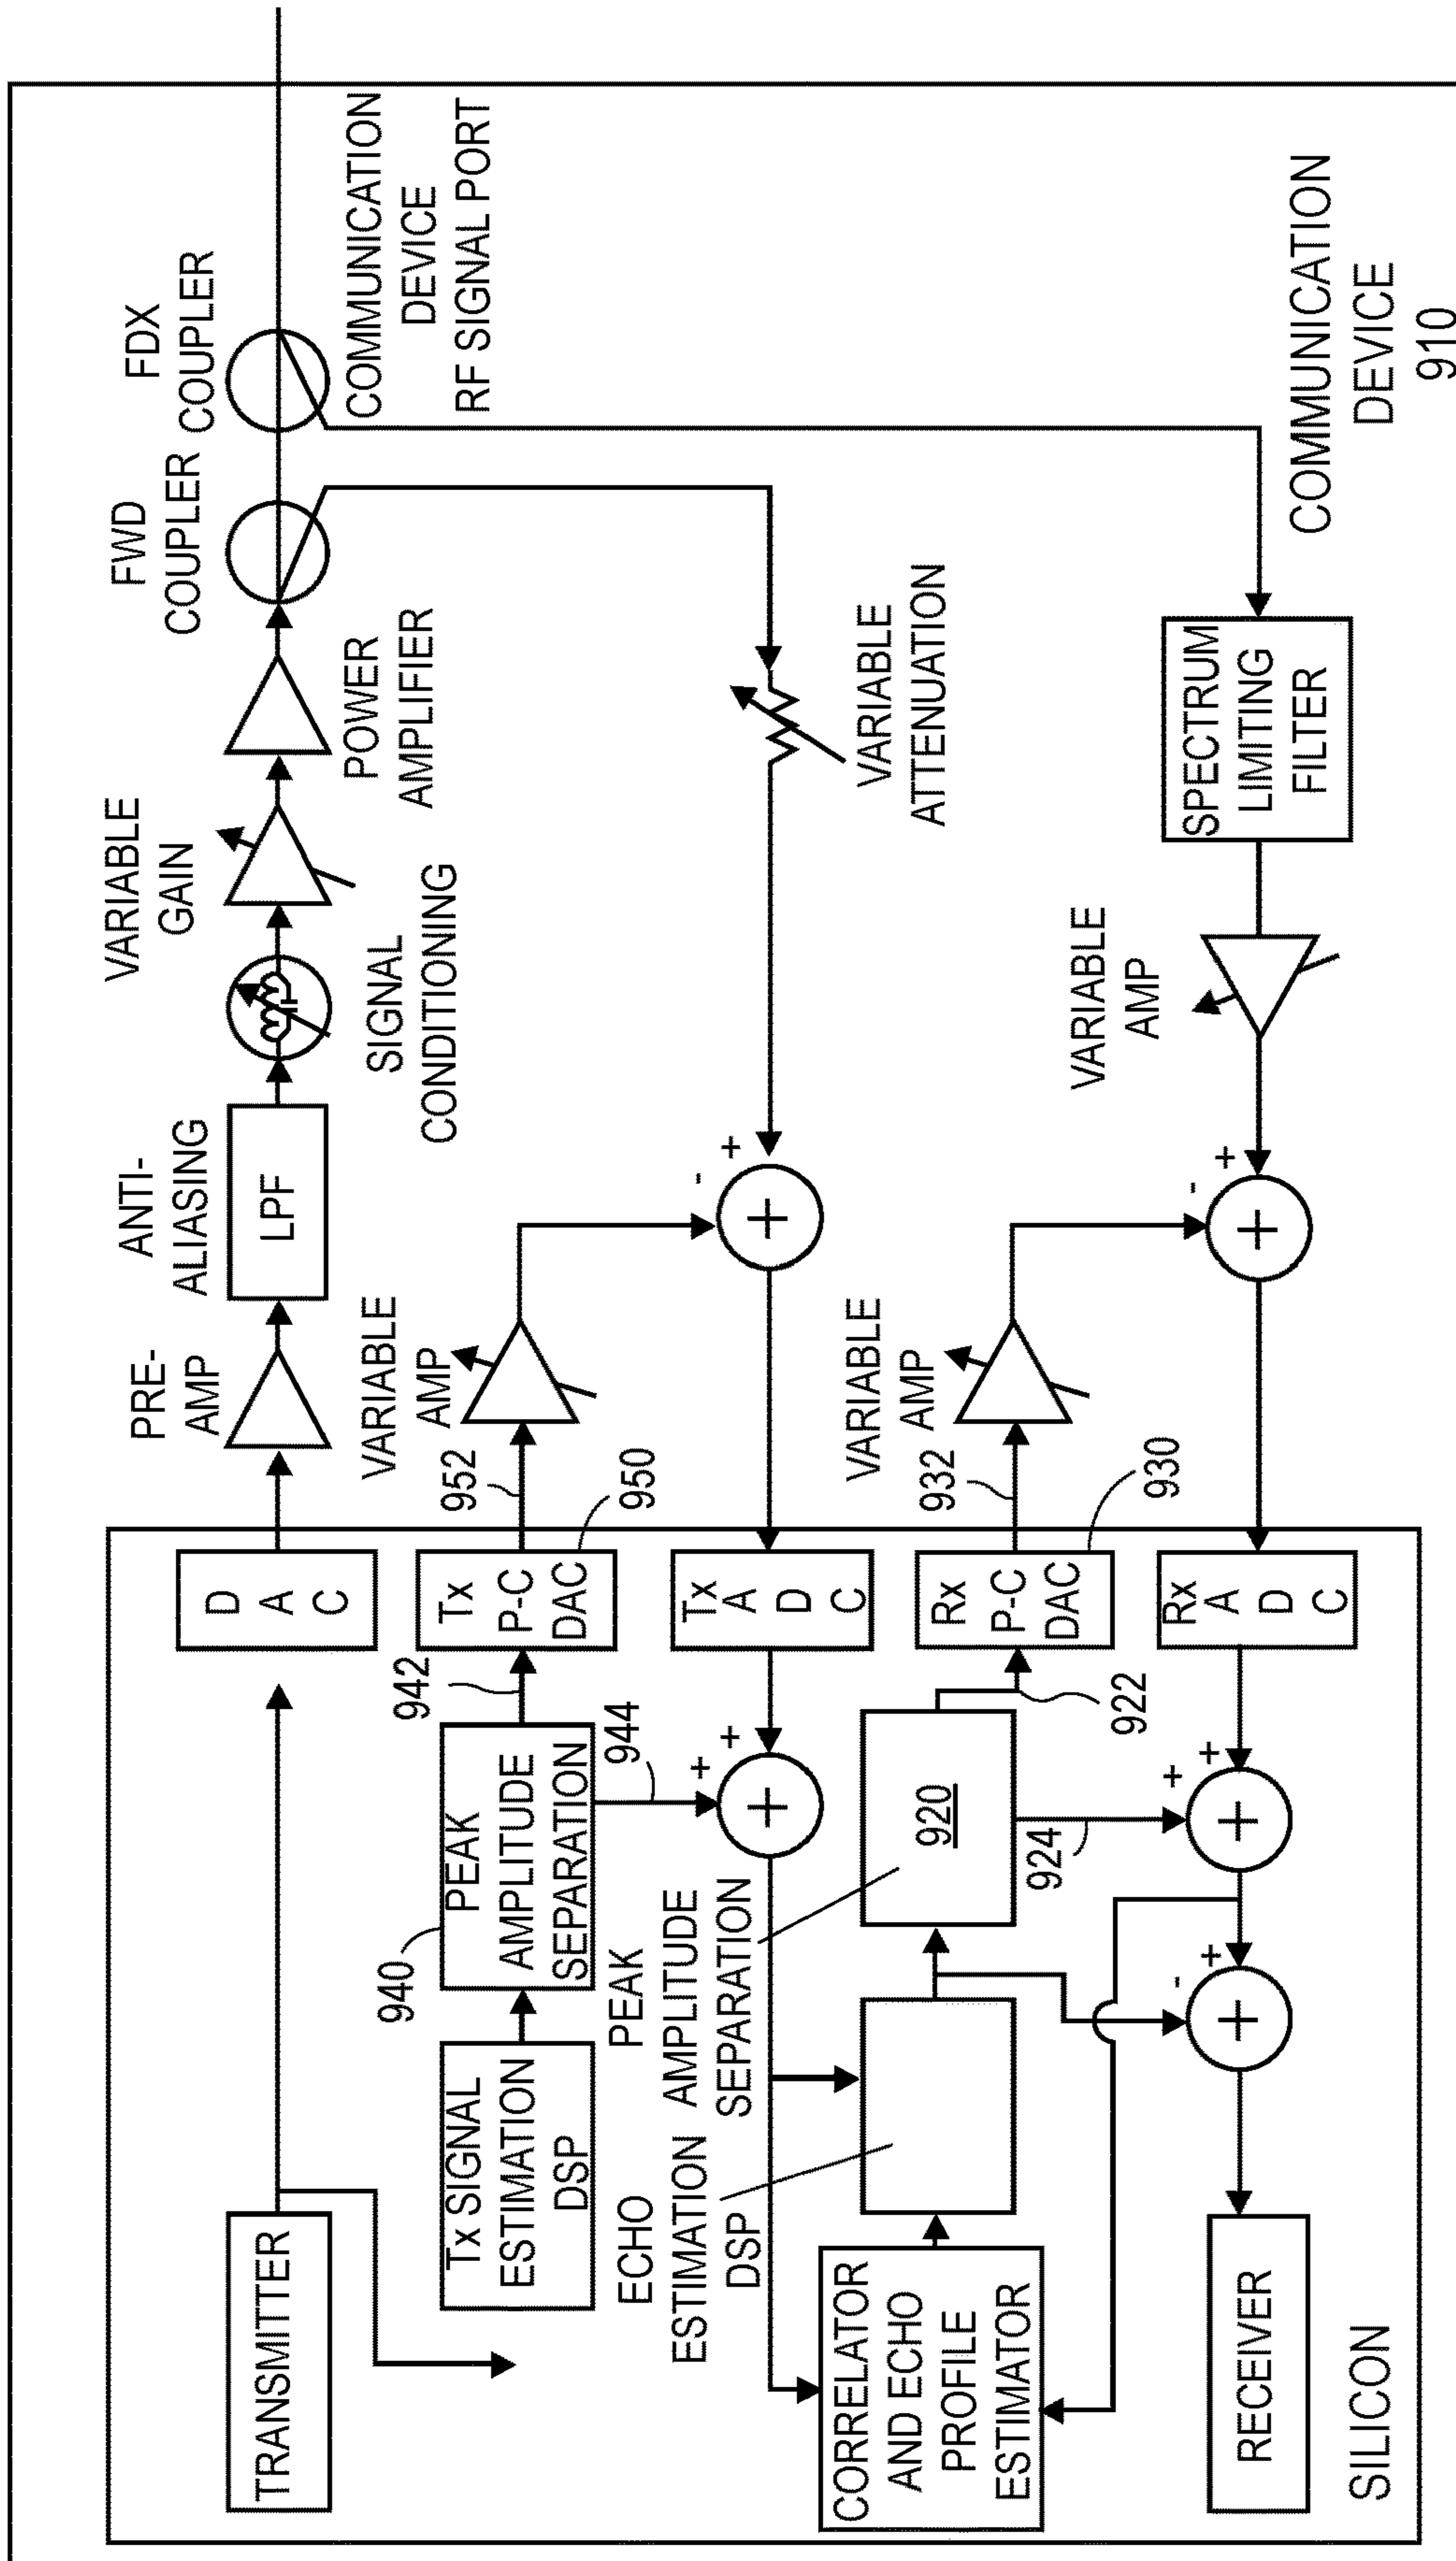 FDX
COUPLER
FWD
COUPLER
COMMUNICATION
DEVICE
RF SIGNAL PORT
POWER
AMPLIFIER
VARIABLE
GAIN
SIGNAL
CONDITIONING
ANTI-
ALIASING
LPF
PRE-
AMP
D
A
C
TRANSMITTER
VARIABLE
ATTENUATION
-
+
+
VARIABLE
AMP
952
950
Tx
P-C
DAC
942
940
PEAK
AMPLITUDE
SEPARATION
944
Tx SIGNAL
ESTIMATION
DSP
Tx
A
D
C
+
+
+
COMMUNICATION
DEVICE
910
SPECTRUM
LIMITING
FILTER
VARIABLE
AMP
-
+
+
VARIABLE
AMP
932
930
Rx
P-C
DAC
922
920
924
PEAK
AMPLITUDE
SEPARATION
ECHO
ESTIMATION
DSP
CORRELATOR
AND ECHO
PROFILE
ESTIMATOR
Rx
A
D
C
+
+
+
-
+
+
RECEIVER
SILICON